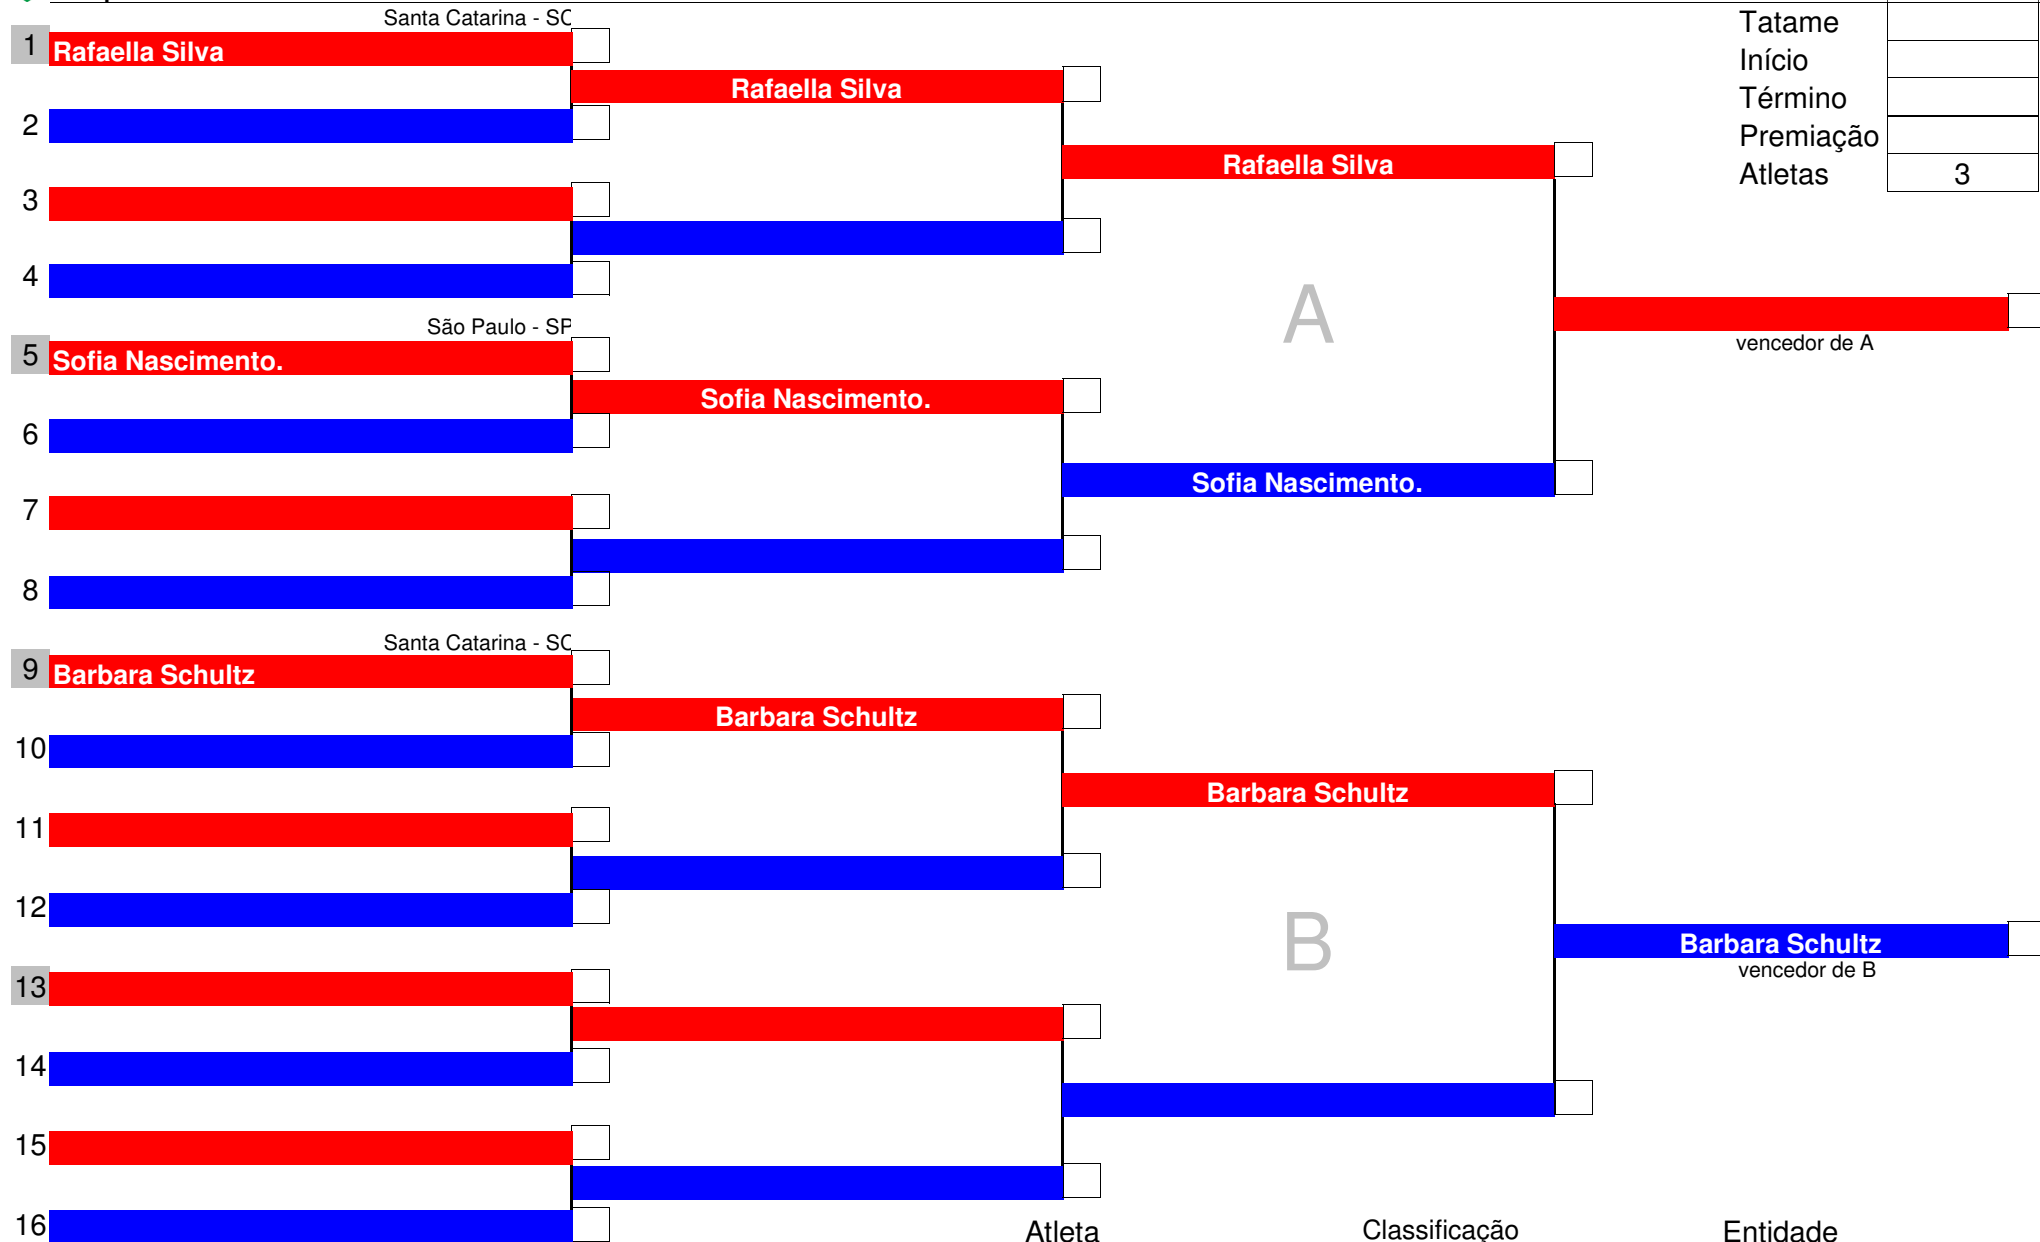 Santa Catarina - SC
Tatame
1 Rafaella Silva
Início
Rafaella Silva
Término
2
Premiação
Rafaella Silva
Atletas 3
3
4
A
São Paulo - SP
vencedor de A
5 Sofia Nascimento.
Sofia Nascimento.
6
Sofia Nascimento.
7
8
Santa Catarina - SC
9 Barbara Schultz
Barbara Schultz
10
Barbara Schultz
11
12
B
Barbara Schultz
vencedor de B
13
14
15
16
Atleta Classificação Entidade